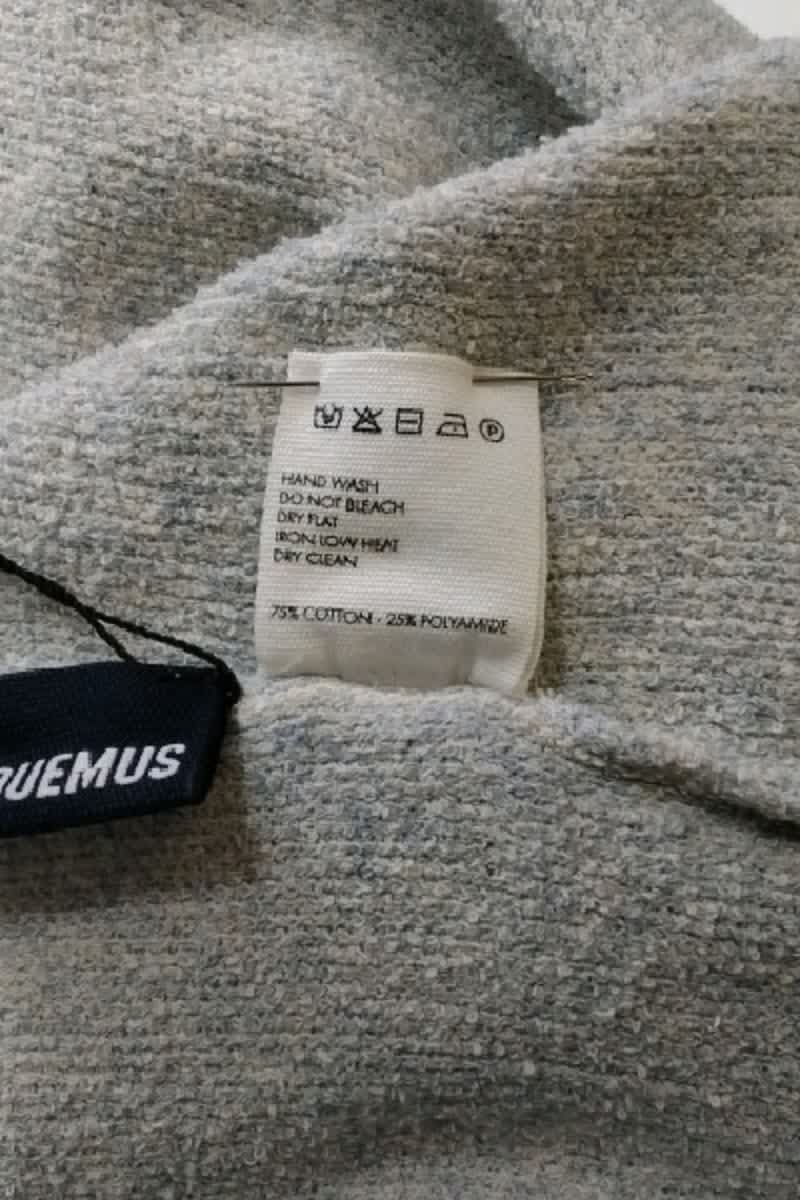 P
HAND WASH
DO NOT BLEACH
DRY FLAT
IRON LOW HEAT
DRY CLEAN
75% COTTON - 25% POLYAMIDE
QUEMUS